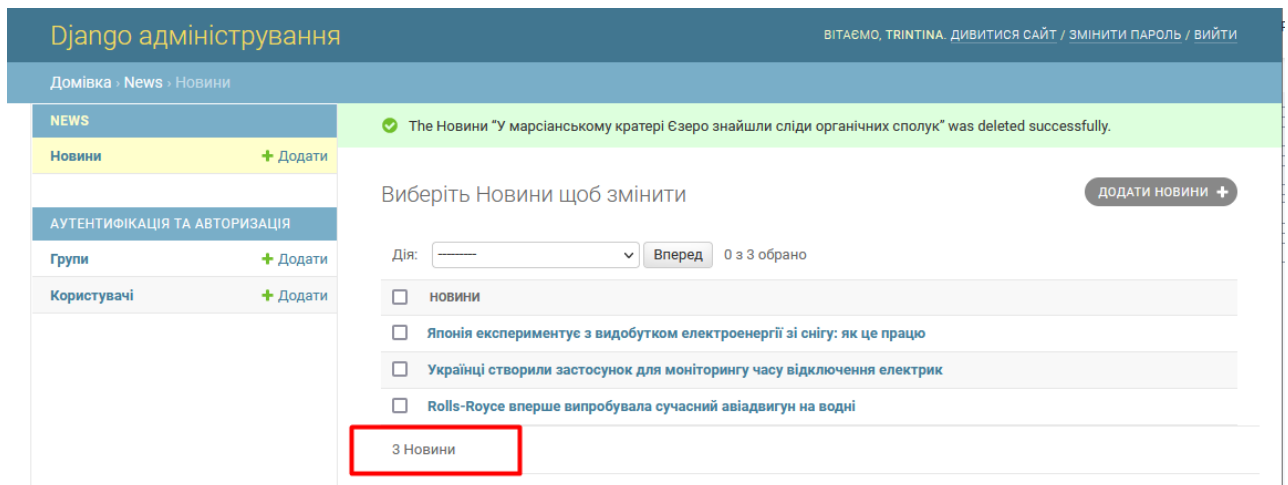 Django адміністрування
ВІТАЄМО, TRINTINA. ДИВИТИСЯ САЙТ / ЗМІНИТИ ПАРОЛЬ / ВИЙТИ
Домівка › News › Новини
NEWS
Новини + Додати
АУТЕНТИФІКАЦІЯ ТА АВТОРИЗАЦІЯ
Групи + Додати
Користувачі + Додати
The Новини “У марсіанському кратері Єзеро знайшли сліди органічних сполук” was deleted successfully.
Виберіть Новини щоб змінити
ДОДАТИ НОВИНИ +
Дія: --------- Вперед 0 з 3 обрано
НОВИНИ
Японія експериментує з видобутком електроенергії зі снігу: як це працю
Українці створили застосунок для моніторингу часу відключення електрик
Rolls-Royce вперше випробувала сучасний авіадвигун на водні
3 Новини